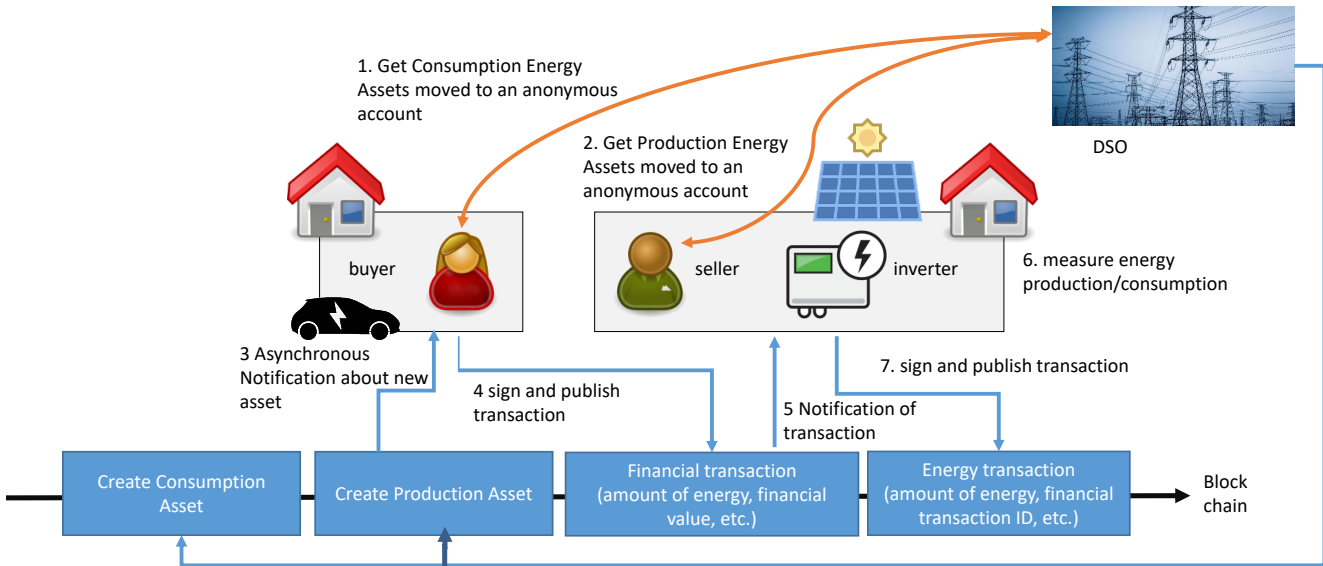 1. Get Consumption Energy
Assets moved to an anonymous
account
2. Get Production Energy
Assets moved to an
anonymous account
DSO
buyer
seller
inverter
6. measure energy
production/consumption
3 Asynchronous
Notification about new
asset
4 sign and publish
transaction
5 Notification of
transaction
7. sign and publish transaction
Create Consumption
Asset
Create Production Asset
Financial transaction
(amount of energy, financial
value, etc.)
Energy transaction
(amount of energy, financial
transaction ID, etc.)
Block
chain